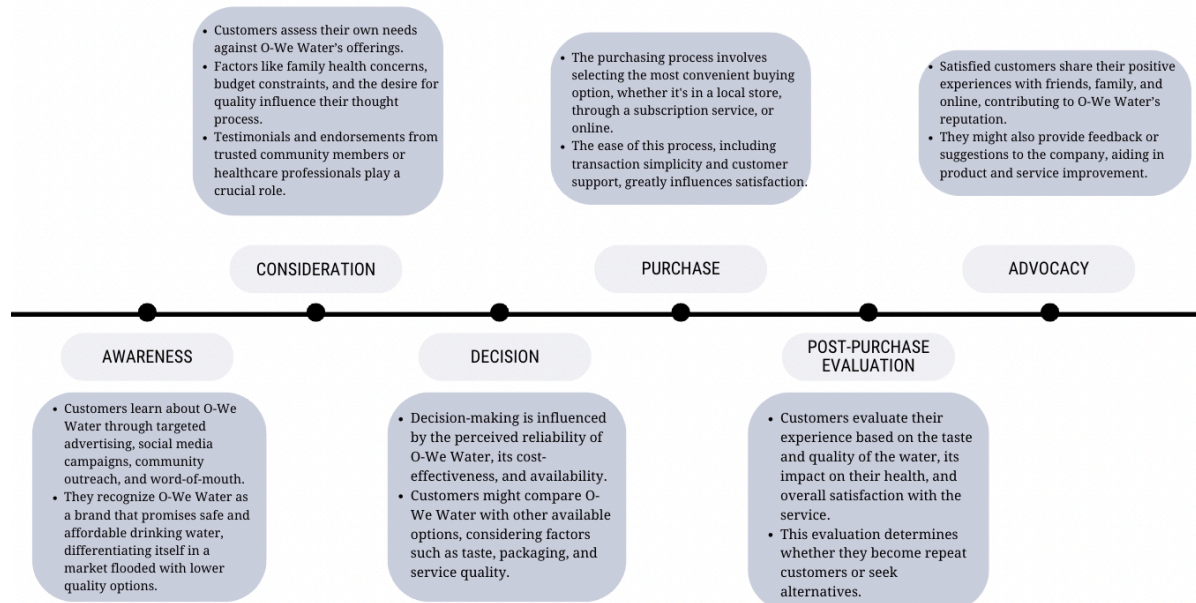 • Customers assess their own needs
against O-We Water’s offerings.
• Factors like family health concerns,
budget constraints, and the desire for
quality influence their thought
process.
• Testimonials and endorsements from
trusted community members or
healthcare professionals play a
crucial role.
• The purchasing process involves
selecting the most convenient buying
option, whether it's in a local store,
through a subscription service, or
online.
• The ease of this process, including
transaction simplicity and customer
support, greatly influences satisfaction.
• Satisfied customers share their positive
experiences with friends, family, and
online, contributing to O-We Water’s
reputation.
• They might also provide feedback or
suggestions to the company, aiding in
product and service improvement.
CONSIDERATION
PURCHASE
ADVOCACY
AWARENESS
DECISION
POST-PURCHASE
EVALUATION
• Customers learn about O-We
Water through targeted
advertising, social media
campaigns, community
outreach, and word-of-mouth.
• They recognize O-We Water as
a brand that promises safe and
affordable drinking water,
differentiating itself in a
market flooded with lower
quality options.
• Decision-making is influenced
by the perceived reliability of
O-We Water, its cost-
effectiveness, and availability.
• Customers might compare O-
We Water with other available
options, considering factors
such as taste, packaging, and
service quality.
• Customers evaluate their
experience based on the taste
and quality of the water, its
impact on their health, and
overall satisfaction with the
service.
• This evaluation determines
whether they become repeat
customers or seek
alternatives.